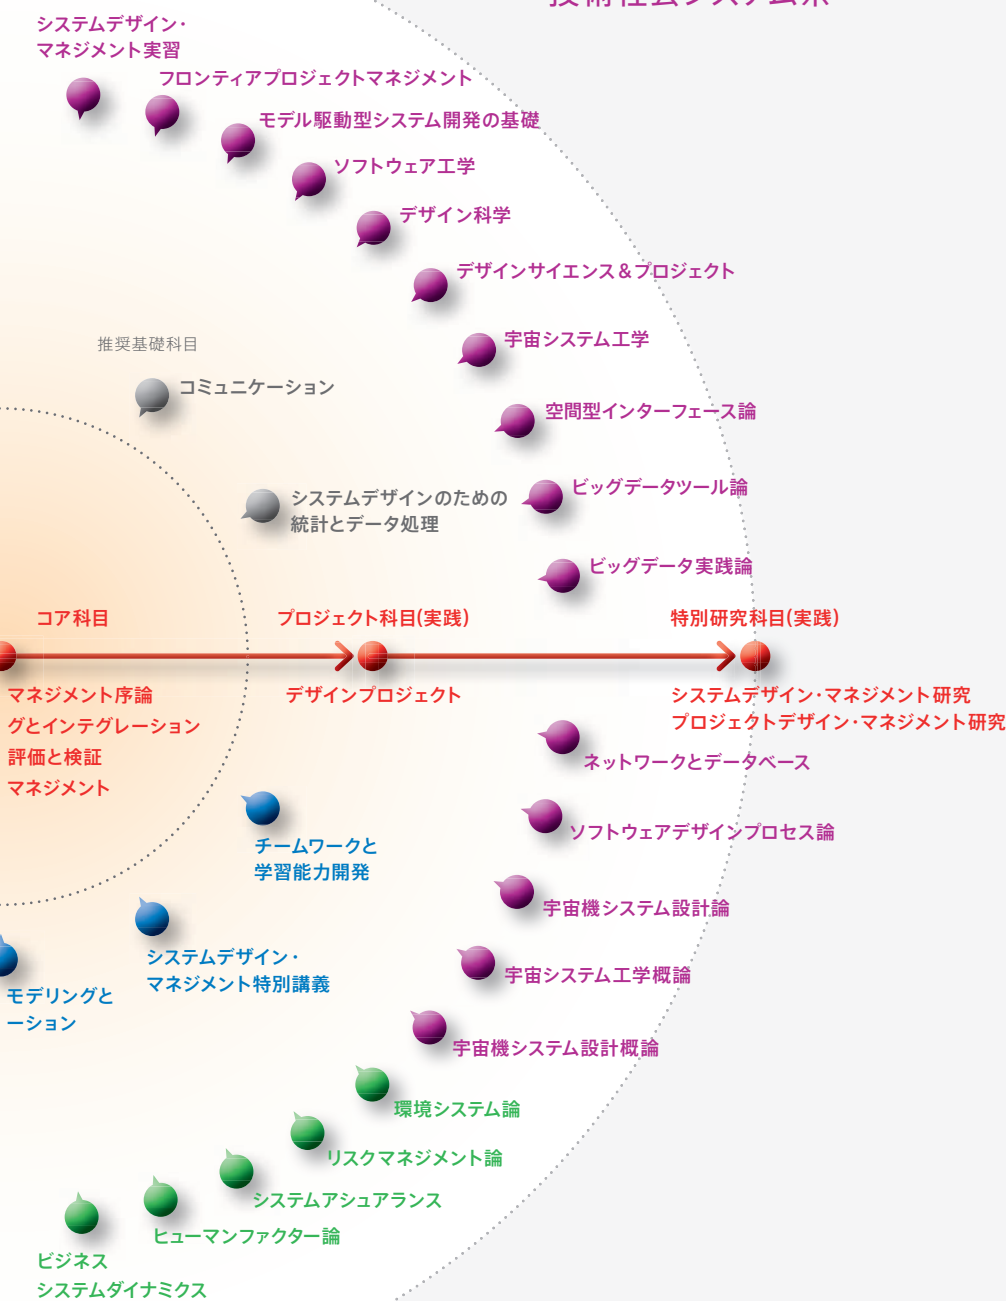 技術社会システム系
システムデザイン・
マネジメント実習
フロンティアプロジェクトマネジメント
モデル駆動型システム開発の基礎
ソフトウェア工学
デザイン科学
デザインサイエンス＆プロジェクト
宇宙システム工学
推奨基礎科目
コミュニケーション
空間型インターフェース論
ビッグデータツール論
システムデザインのための
統計とデータ処理
ビッグデータ実践論
コア科目
プロジェクト科目(実践)
特別研究科目(実践)
マネジメント序論
グとインテグレーション
評価と検証
マネジメント
デザインプロジェクト
システムデザイン・マネジメント研究
プロジェクトデザイン・マネジメント研究
ネットワークとデータベース
ソフトウェアデザインプロセス論
チームワークと
学習能力開発
宇宙機システム設計論
システムデザイン・
マネジメント特別講義
宇宙システム工学概論
モデリングと
ーション
宇宙機システム設計概論
環境システム論
リスクマネジメント論
システムアシュアランス
ヒューマンファクター論
ビジネス
システムダイナミクス